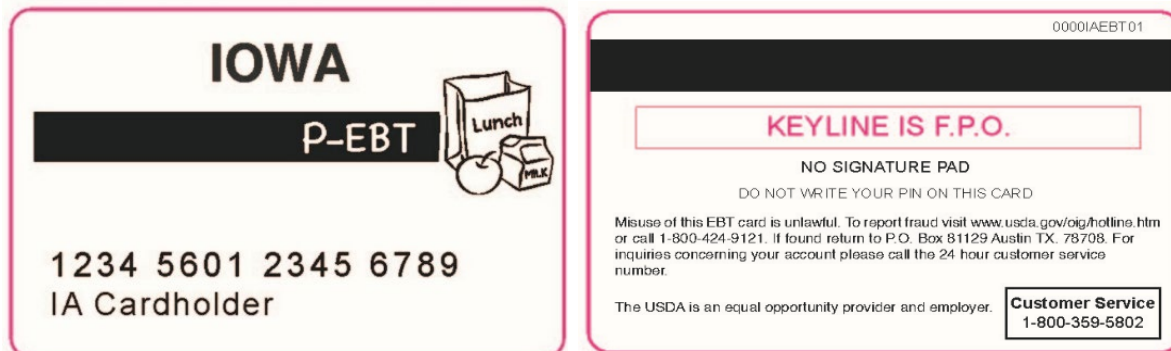 IOWA
P-EBT
Lunch
MILK
1234 5601 2345 6789
IA Cardholder
0000IAEBT01
KEYLINE IS F.P.O.
NO SIGNATURE PAD
DO NOT WRITE YOUR PIN ON THIS CARD
Misuse of this EBT card is unlawful. To report fraud visit www.usda.gov/oig/hotline.htm
or call 1-800-424-9121. If found return to P.O. Box 81129 Austin TX. 78708. For
inquiries concerning your account please call the 24 hour customer service
number.
The USDA is an equal opportunity provider and employer.
Customer Service
1-800-359-5802